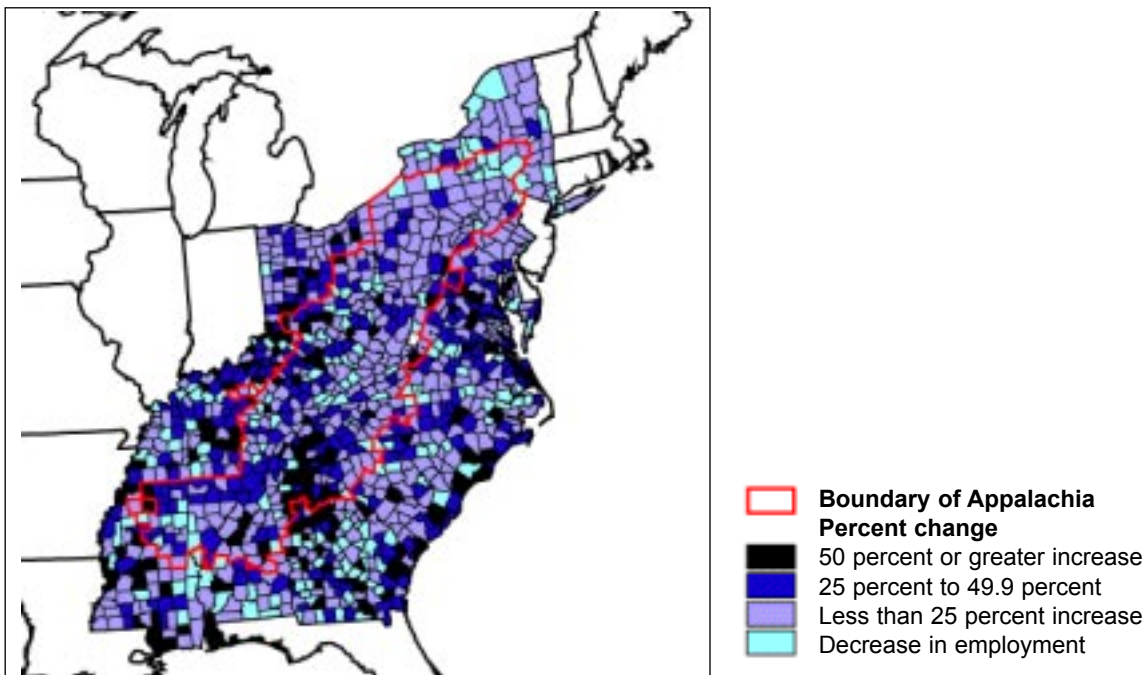 Boundary of Appalachia
Percent change
50 percent or greater increase
25 percent to 49.9 percent
Less than 25 percent increase
Decrease in employment